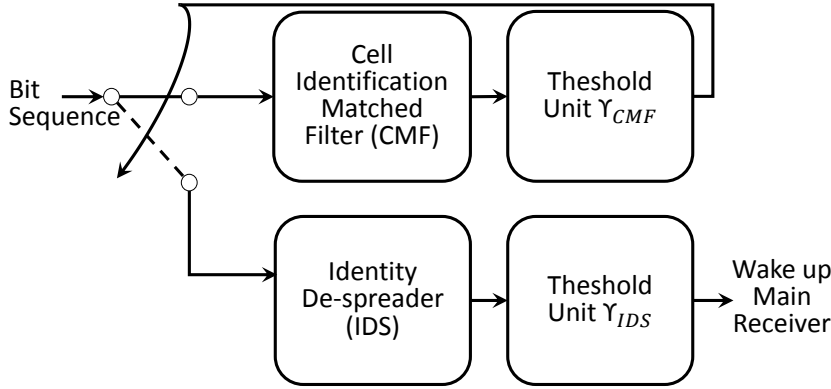 Bit
Sequence
Cell
Identification
Matched
Filter (CMF)
Theshold
Unit ϒ_CMF
Identity
De-spreader
(IDS)
Theshold
Unit ϒ_IDS
Wake up
Main
Receiver